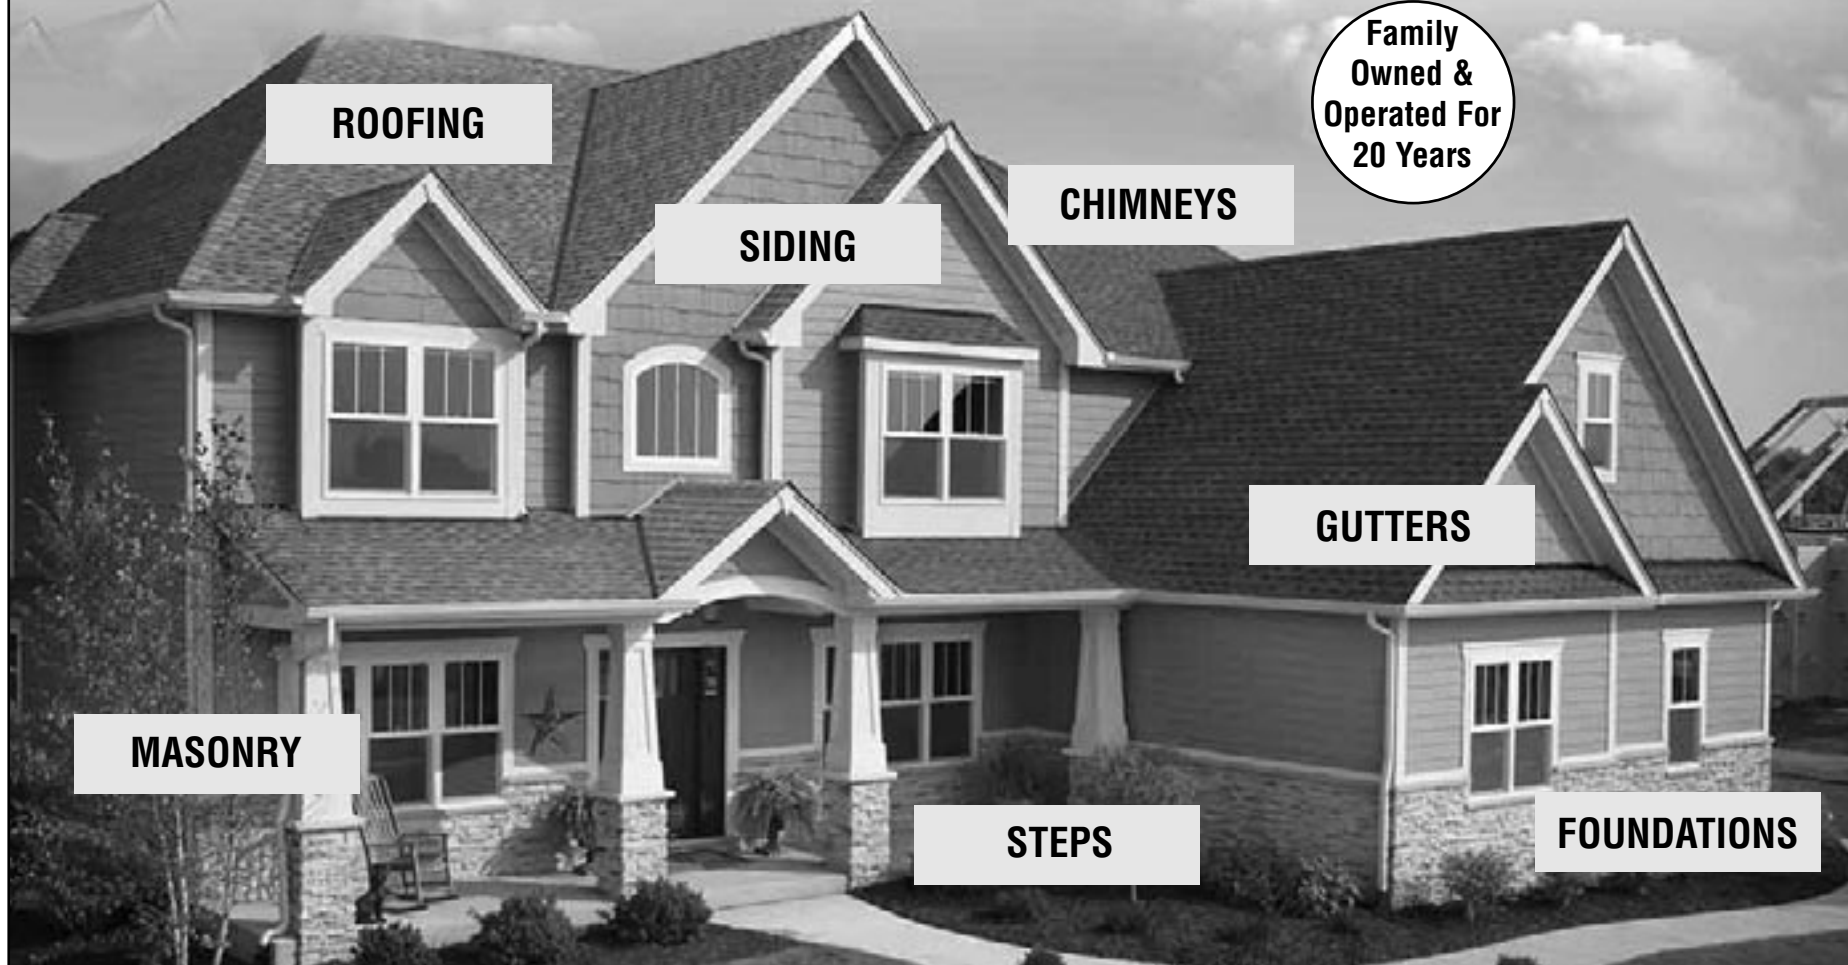 Family
Owned &
Operated For
20 Years
ROOFING
CHIMNEYS
SIDING
GUTTERS
MASONRY
STEPS
FOUNDATIONS